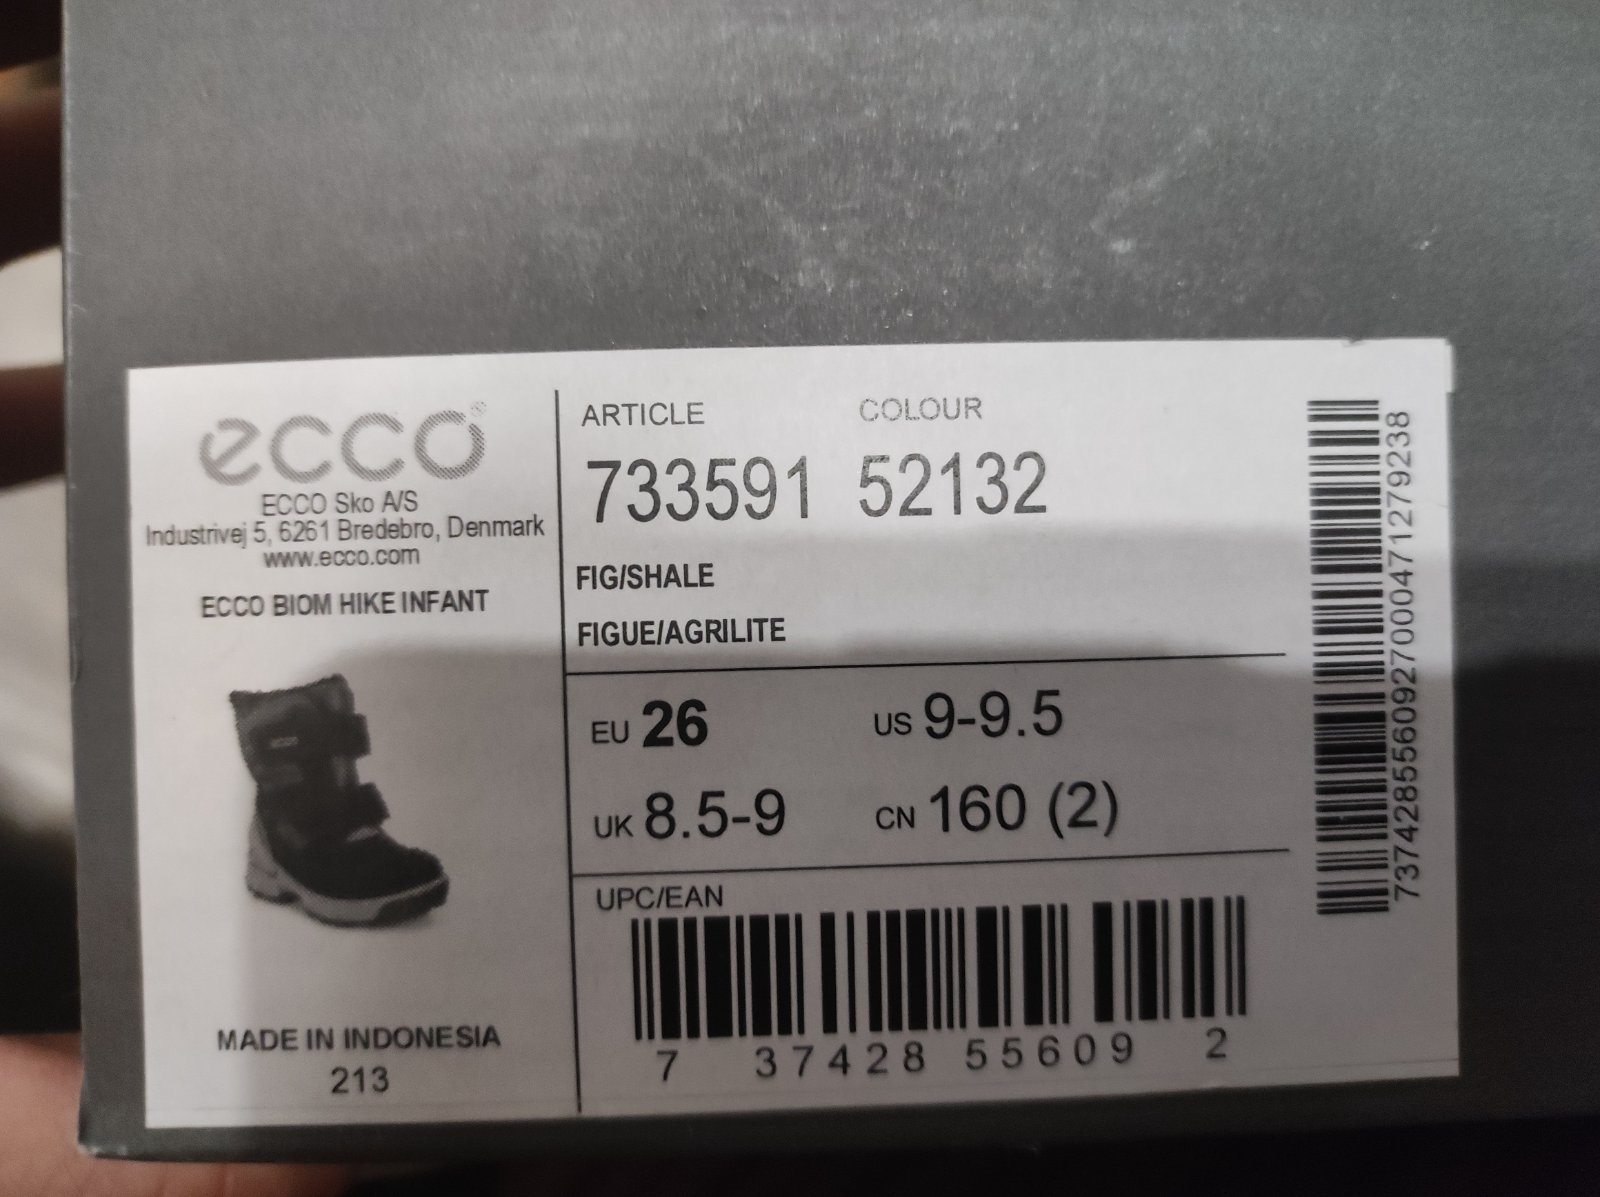 ecco
ECCO Sko A/S
Industrivej 5, 6261 Bredebro, Denmark
www.ecco.com
ECCO BIOM HIKE INFANT
MADE IN INDONESIA
213
ARTICLE COLOUR
733591 52132
FIG/SHALE
FIGUE/AGRILITE
EU 26 US 9-9.5
UK 8.5-9 CN 160 (2)
UPC/EAN
7 37428 55609 2
737428556092700047127923​8